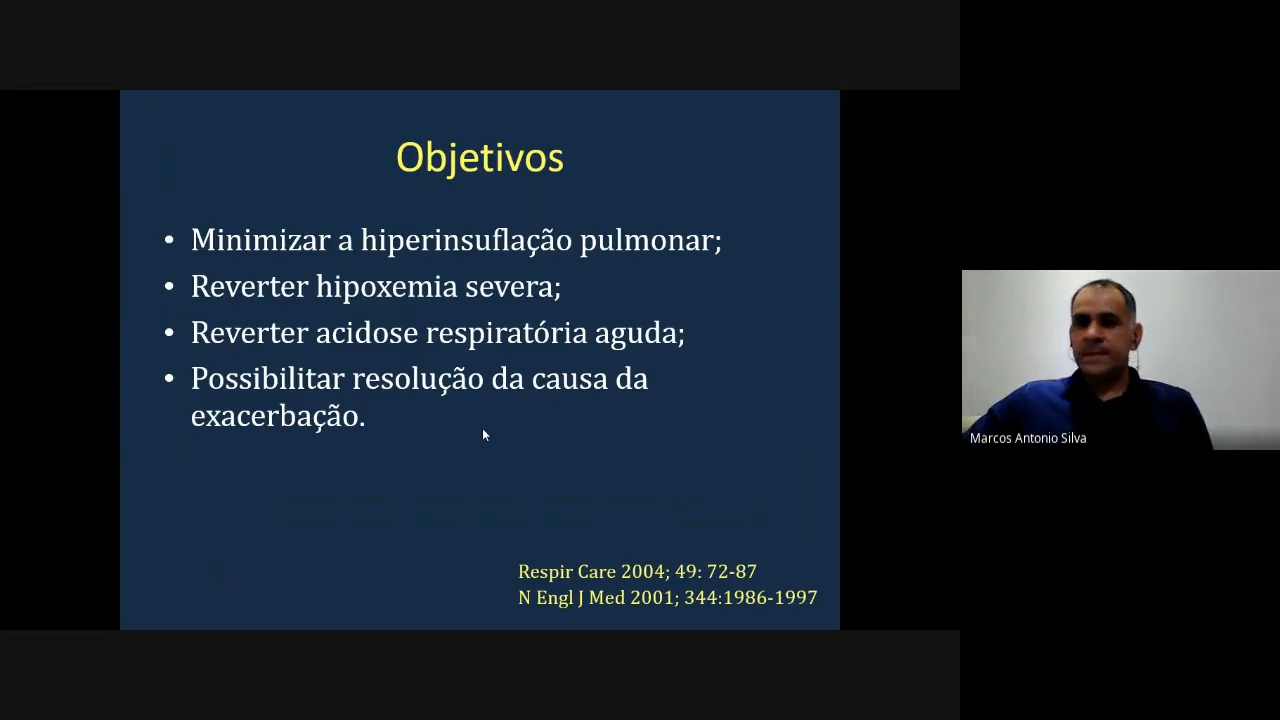 Objetivos
• Minimizar a hiperinsuflação pulmonar;
• Reverter hipoxemia severa;
• Reverter acidose respiratória aguda;
• Possibilitar resolução da causa da
exacerbação.
Respir Care 2004; 49: 72-87
N Engl J Med 2001; 344:1986-1997
Marcos Antonio Silva